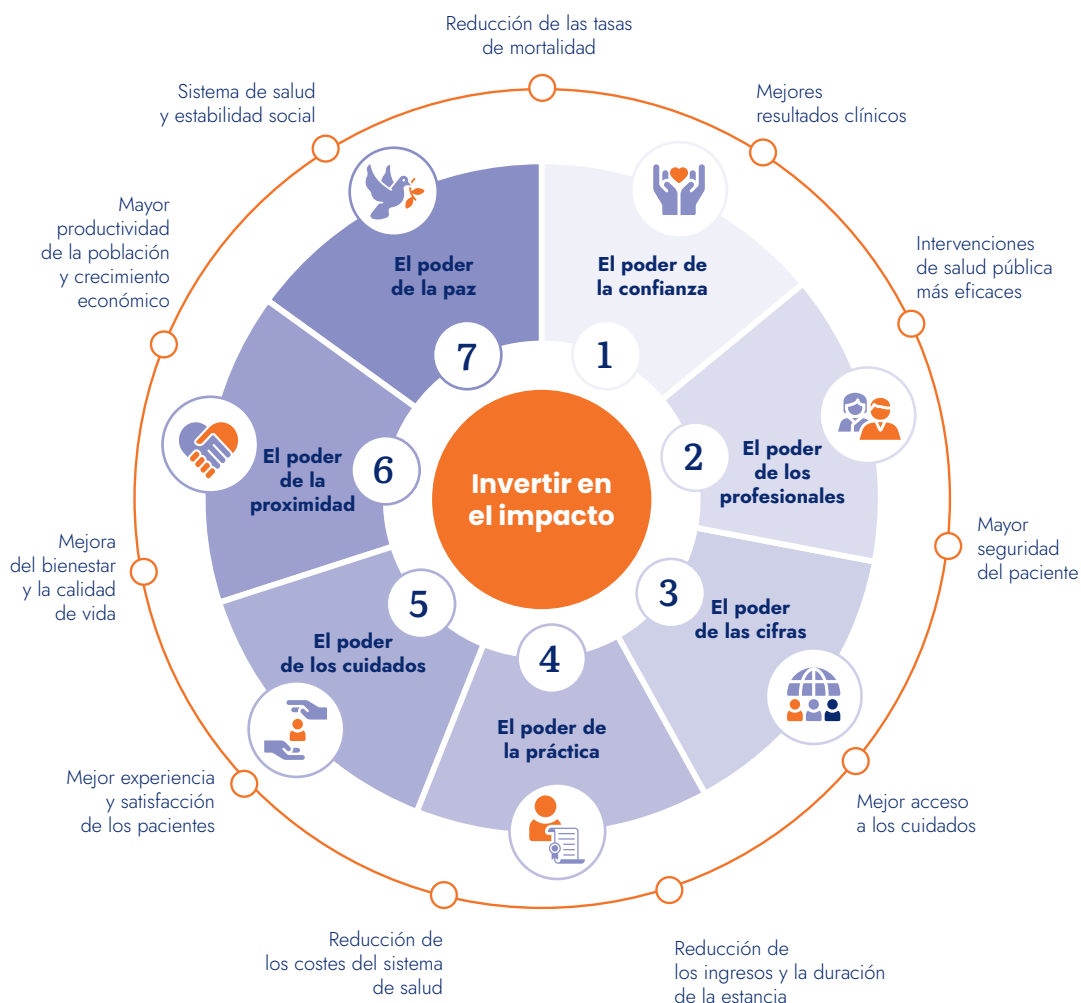 Reducción de las tasas
de mortalidad
Mejores
resultados clínicos
Intervenciones
de salud pública
más eficaces
Mayor
seguridad
del paciente
Mejor acceso
a los cuidados
Reducción de
los ingresos y la duración
de la estancia
Reducción de
los costes del sistema
de salud
Mejor experiencia
y satisfacción
de los pacientes
Mejora
del bienestar
y la calidad
de vida
Mayor
productividad
de la población
y crecimiento
económico
Sistema de salud
y estabilidad social
El poder de
la confianza
1
El poder
de los
profesionales
2
El poder
de las cifras
3
El poder de
la práctica
4
El poder
de los cuidados
5
El poder
de la
proximidad
6
El poder
de la paz
7
Invertir en
el impacto